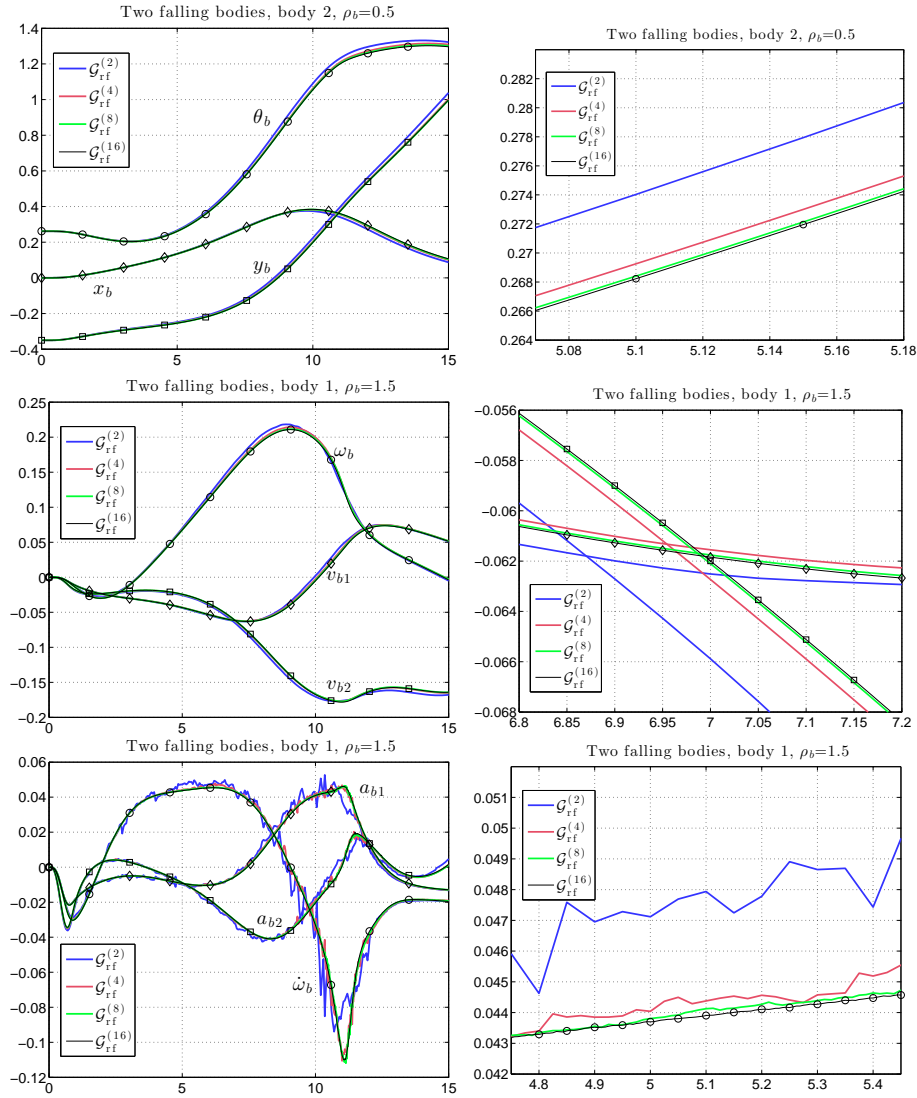 Two falling bodies, body 2, ρ_b=0.5
1.4
1.2
1
0.8
0.6
0.4
0.2
0
−0.2
−0.4
0
5
10
15
𝒢_rf^(2)
𝒢_rf^(4)
𝒢_rf^(8)
𝒢_rf^(16)
θ_b
x_b
y_b
Two falling bodies, body 2, ρ_b=0.5
0.282
0.28
0.278
0.276
0.274
0.272
0.27
0.268
0.266
0.264
5.08
5.1
5.12
5.14
5.16
5.18
𝒢_rf^(2)
𝒢_rf^(4)
𝒢_rf^(8)
𝒢_rf^(16)
Two falling bodies, body 1, ρ_b=1.5
0.25
0.2
0.15
0.1
0.05
0
−0.05
−0.1
−0.15
−0.2
0
5
10
15
𝒢_rf^(2)
𝒢_rf^(4)
𝒢_rf^(8)
𝒢_rf^(16)
ω_b
v_b1
v_b2
Two falling bodies, body 1, ρ_b=1.5
−0.056
−0.058
−0.06
−0.062
−0.064
−0.066
−0.068
6.8
6.85
6.9
6.95
7
7.05
7.1
7.15
7.2
𝒢_rf^(2)
𝒢_rf^(4)
𝒢_rf^(8)
𝒢_rf^(16)
Two falling bodies, body 1, ρ_b=1.5
0.06
0.04
0.02
0
−0.02
−0.04
−0.06
−0.08
−0.1
−0.12
0
5
10
15
a_b1
a_b2
ω̇_b
𝒢_rf^(2)
𝒢_rf^(4)
𝒢_rf^(8)
𝒢_rf^(16)
Two falling bodies, body 1, ρ_b=1.5
0.051
0.05
0.049
0.048
0.047
0.046
0.045
0.044
0.043
0.042
4.8
4.9
5
5.1
5.2
5.3
5.4
𝒢_rf^(2)
𝒢_rf^(4)
𝒢_rf^(8)
𝒢_rf^(16)